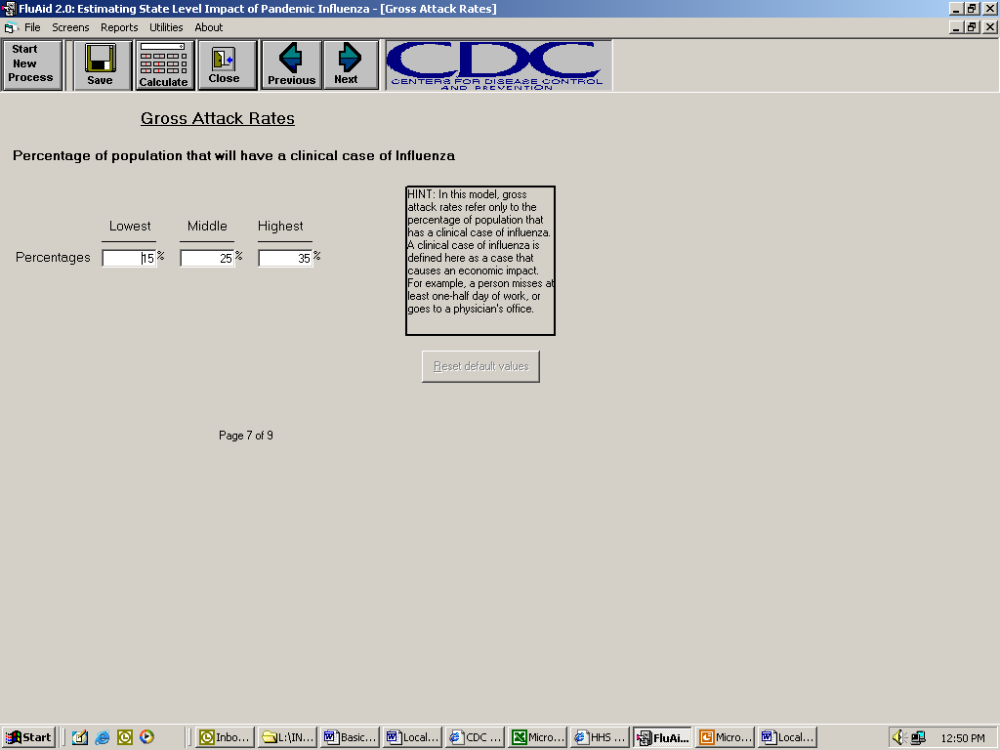 FluAid 2.0: Estimating State Level Impact of Pandemic Influenza - [Gross Attack Rates]
File Screens Reports Utilities About
Start New Process
Save
Calculate
Close
Previous
Next
CDC
CENTERS FOR DISEASE CONTROL
AND PREVENTION
Gross Attack Rates
Percentage of population that will have a clinical case of Influenza
Lowest Middle Highest
Percentages 15 % 25 % 35 %
HINT: In this model, gross
attack rates refer only to the
percentage of population that
has a clinical case of influenza.
A clinical case of influenza is
defined here as a case that
causes an economic impact.
For example, a person misses at
least one-half day of work, or
goes to a physician's office.
Reset default values
Page 7 of 9
Start Inbo... L:\IN... Basic... Local... CDC ... Micro... HHS ... FluAi... Micro... Local... 12:50 PM